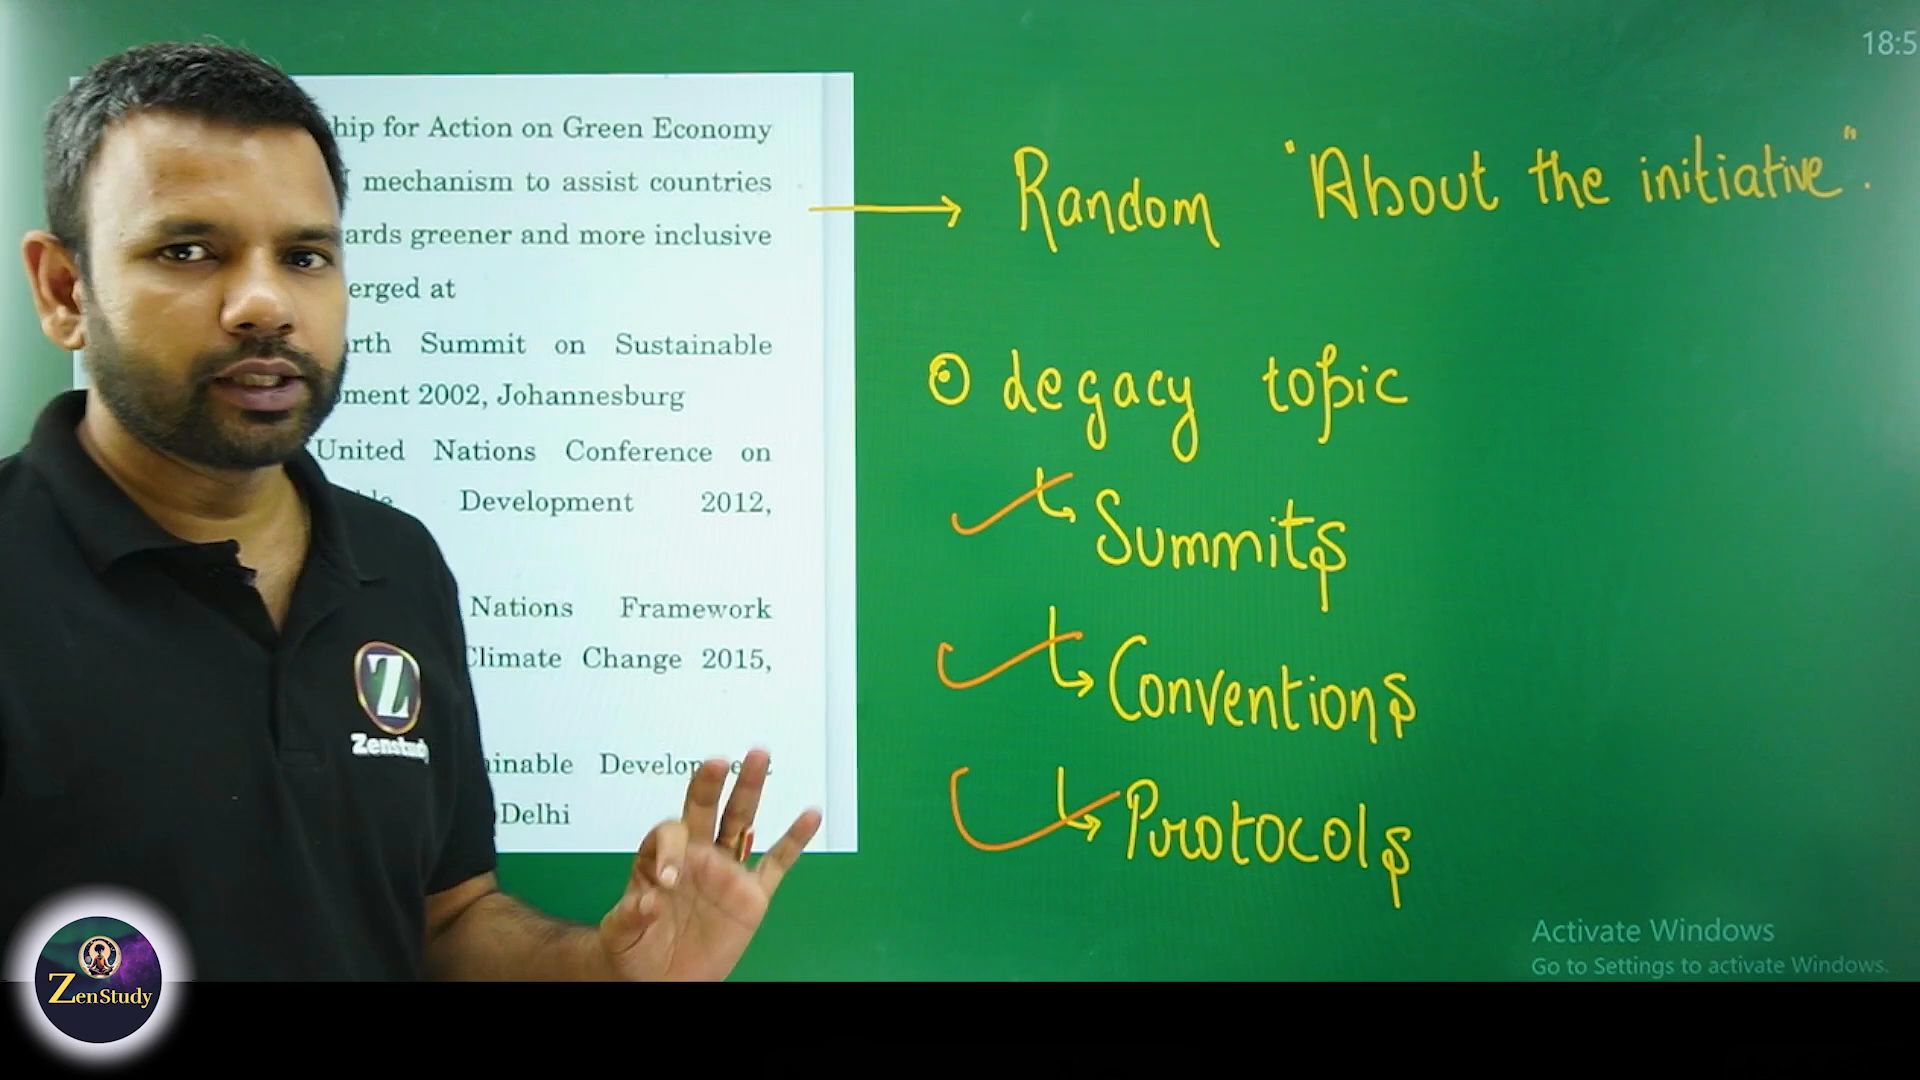 18:5
hip for Action on Green Economy
mechanism to assist countries
ards greener and more inclusive
erged at
rth Summit on Sustainable
ment 2002, Johannesburg
United Nations Conference on
Development 2012,
Nations Framework
Climate Change 2015,
ainable Development
Delhi
Random "About the initiative".
Legacy topic
Summits
Conventions
Protocols
Zenstudy
ZenStudy
Activate Windows
Go to Settings to activate Windows.